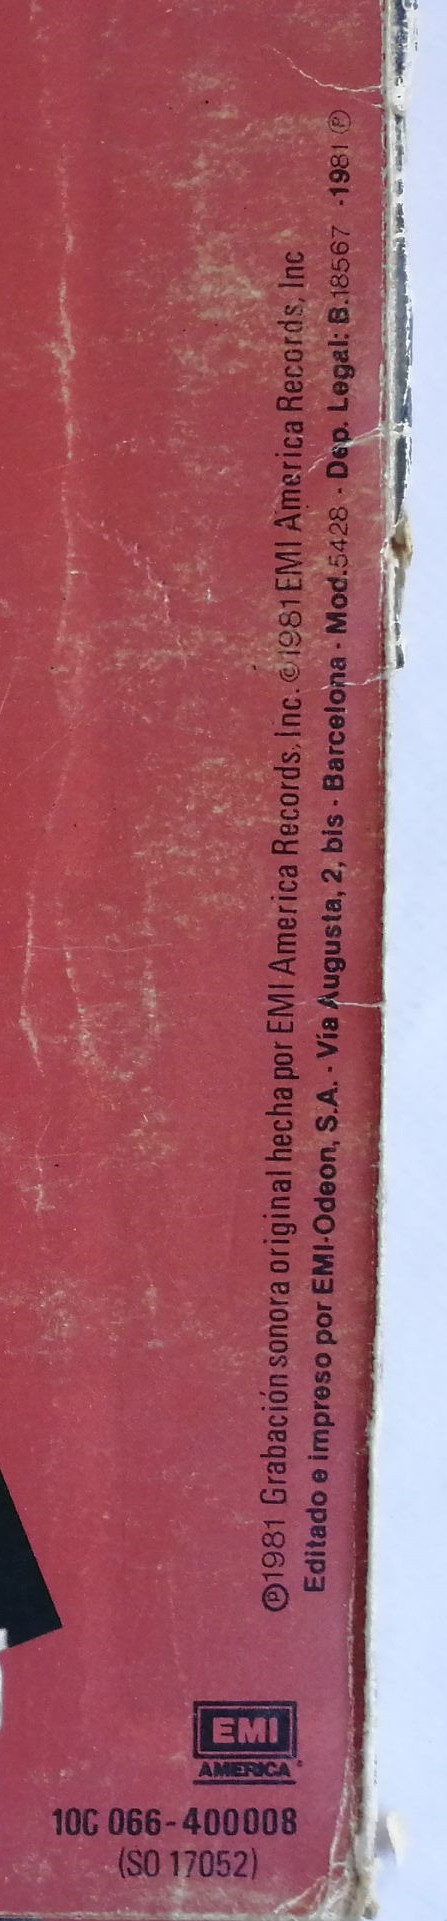 ℗1981 Grabación sonora original hecha por EMI America Records, Inc. ©1981 EMI America Records, Inc
Editado e impreso por EMI-Odeon, S.A. - Vía Augusta, 2, bis - Barcelona - Mod.5428 - Dep. Legal: B.18567 -1981 ℗
EMI
AMERICA
10C 066-400008
(SO 17052)